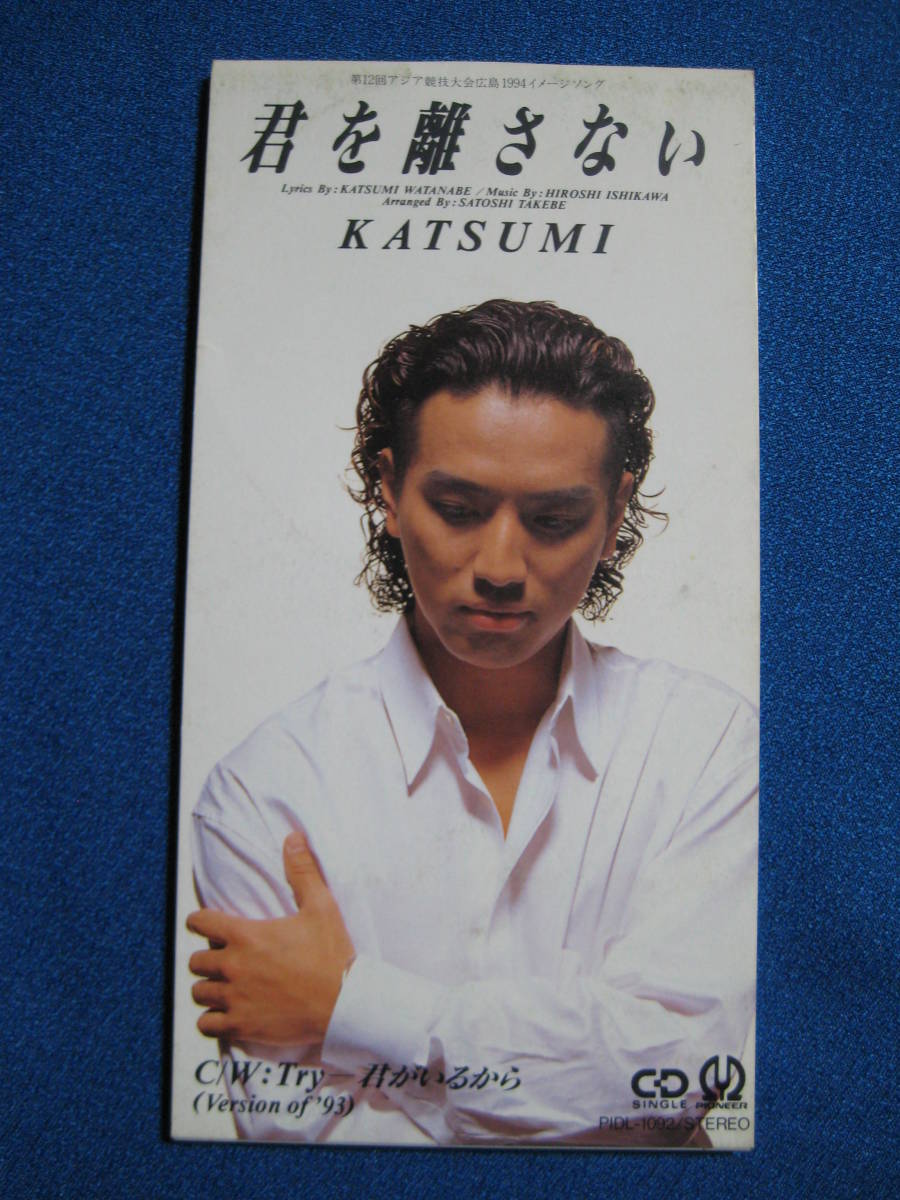 第12回アジア競技大会広島1994イメージソング
君を離さない
Lyrics By:KATSUMI WATANABE / Music By:HIROSHI ISHIKAWA
Arranged By:SATOSHI TAKEBE
KATSUMI
C/W:Try—君がいるから
(Version of '93)
CD
SINGLE
PIONEER
PIDL-1092/STEREO